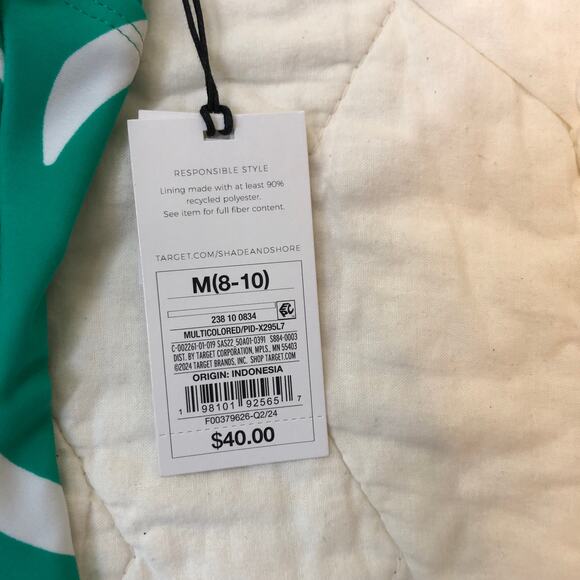 RESPONSIBLE STYLE
Lining made with at least 90%
recycled polyester.
See item for full fiber content.
TARGET.COM/SHADEANDSHORE
M(8-10)
238 10 0834
MULTICOLORED/PID-X295L7
C-002261-01-019 SAS22 50A01-0391 S884-0003
DIST. BY TARGET CORPORATION, MPLS., MN 55403
©2024 TARGET BRANDS, INC. SHOP TARGET.COM
ORIGIN: INDONESIA
1 98101 92565 7
F00379626-Q2/24
$40.00